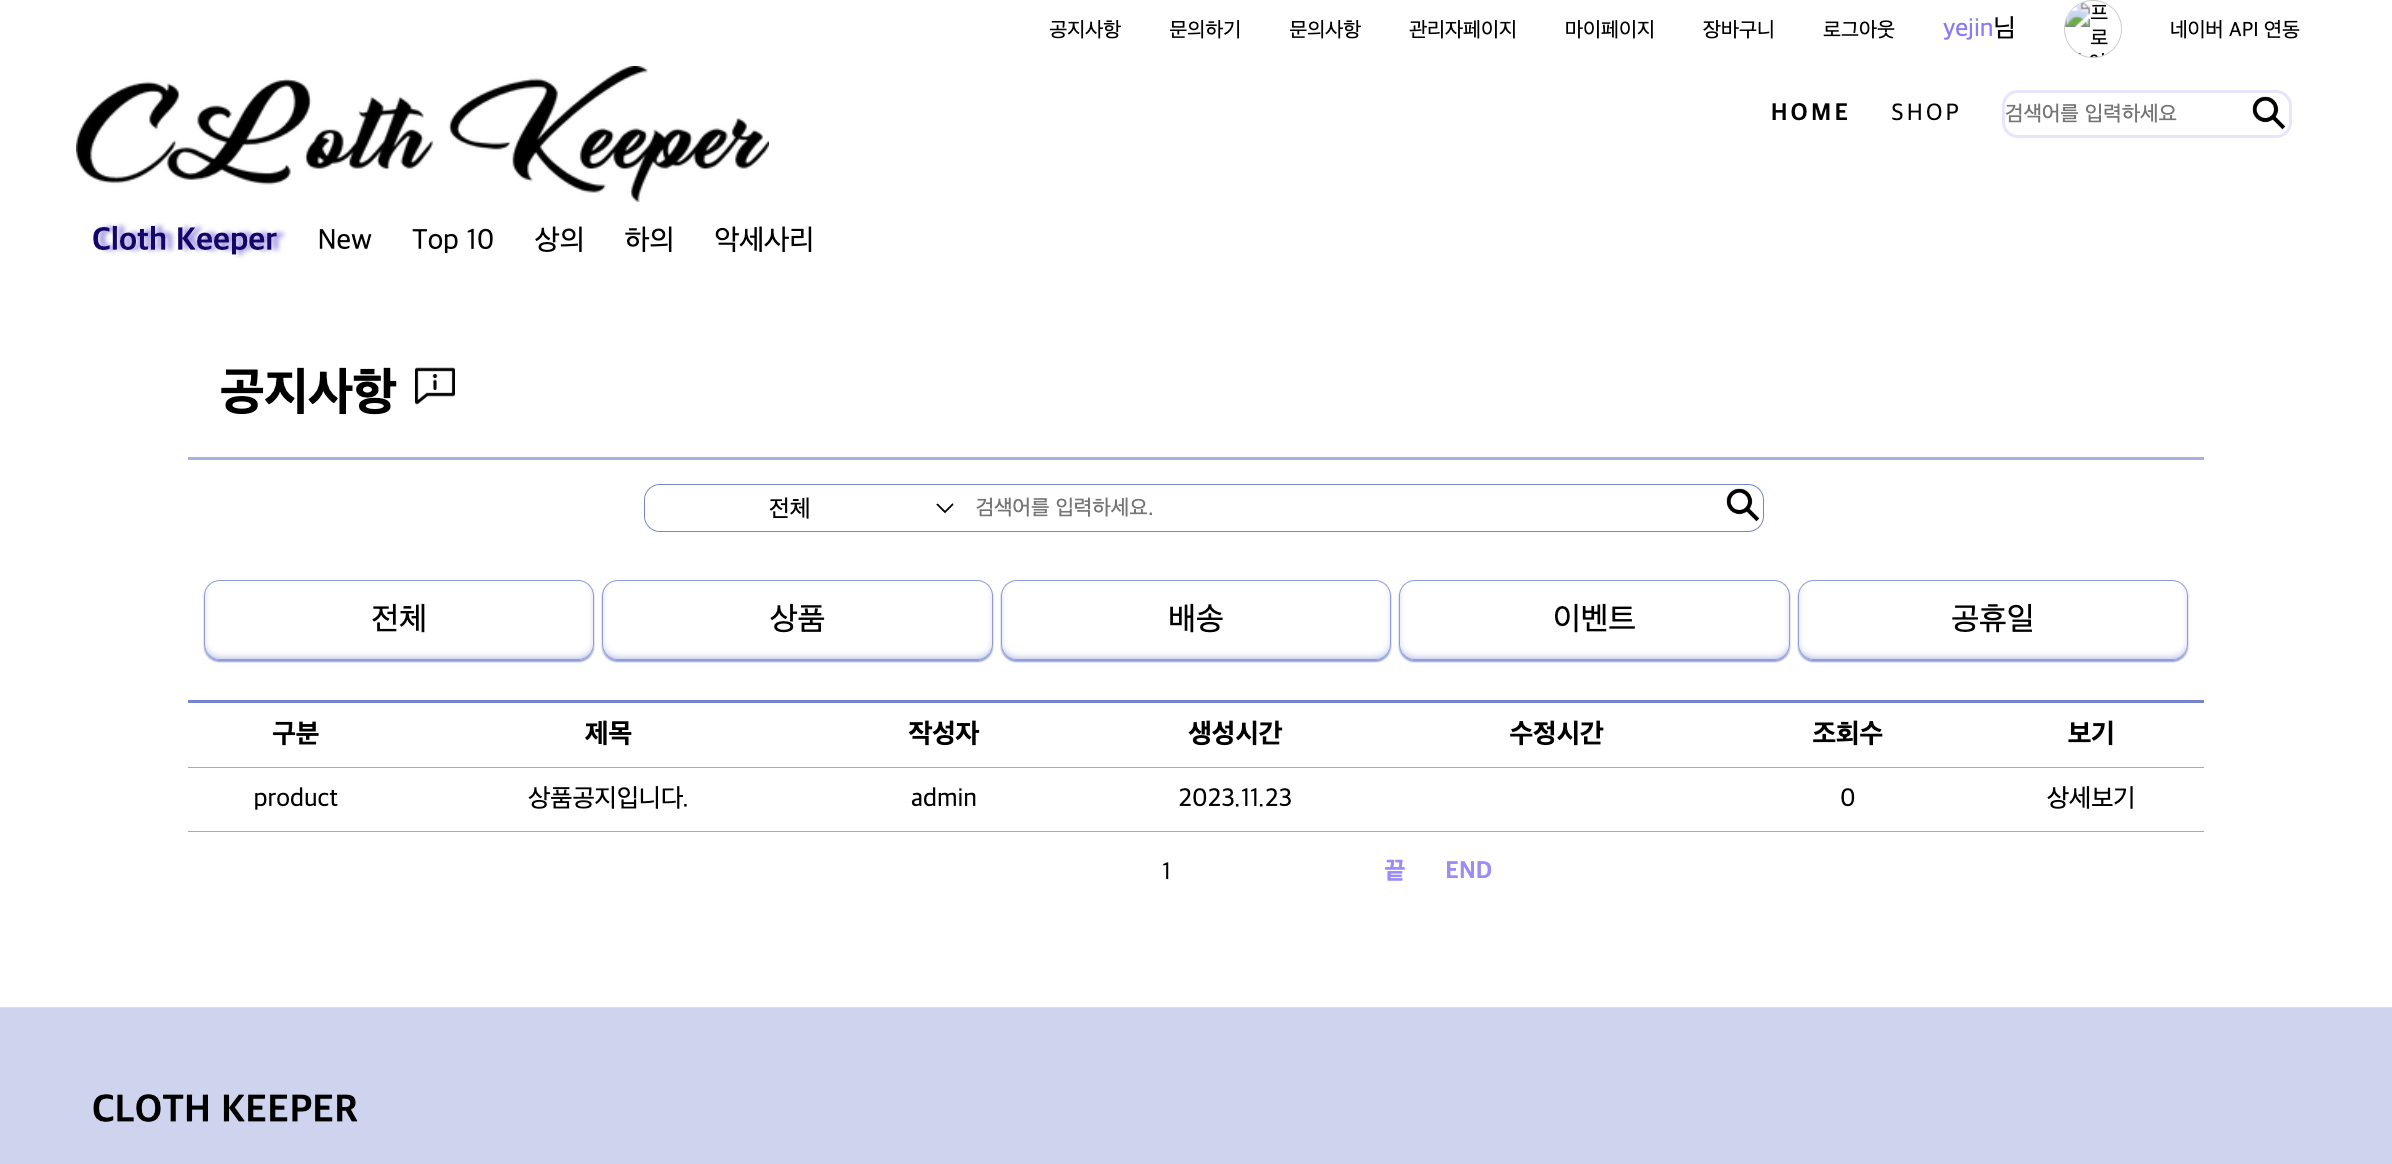 공지사항 문의하기 문의사항 관리자페이지 마이페이지 장바구니 로그아웃 yejin님 프로 네이버 API 연동
CLoth Keeper
HOME SHOP 검색어를 입력하세요
Cloth Keeper New Top 10 상의 하의 악세사리
공지사항
전체 검색어를 입력하세요.
전체 상품 배송 이벤트 공휴일
구분 제목 작성자 생성시간 수정시간 조회수 보기
product 상품공지입니다. admin 2023.11.23 0 상세보기
1 끝 END
CLOTH KEEPER